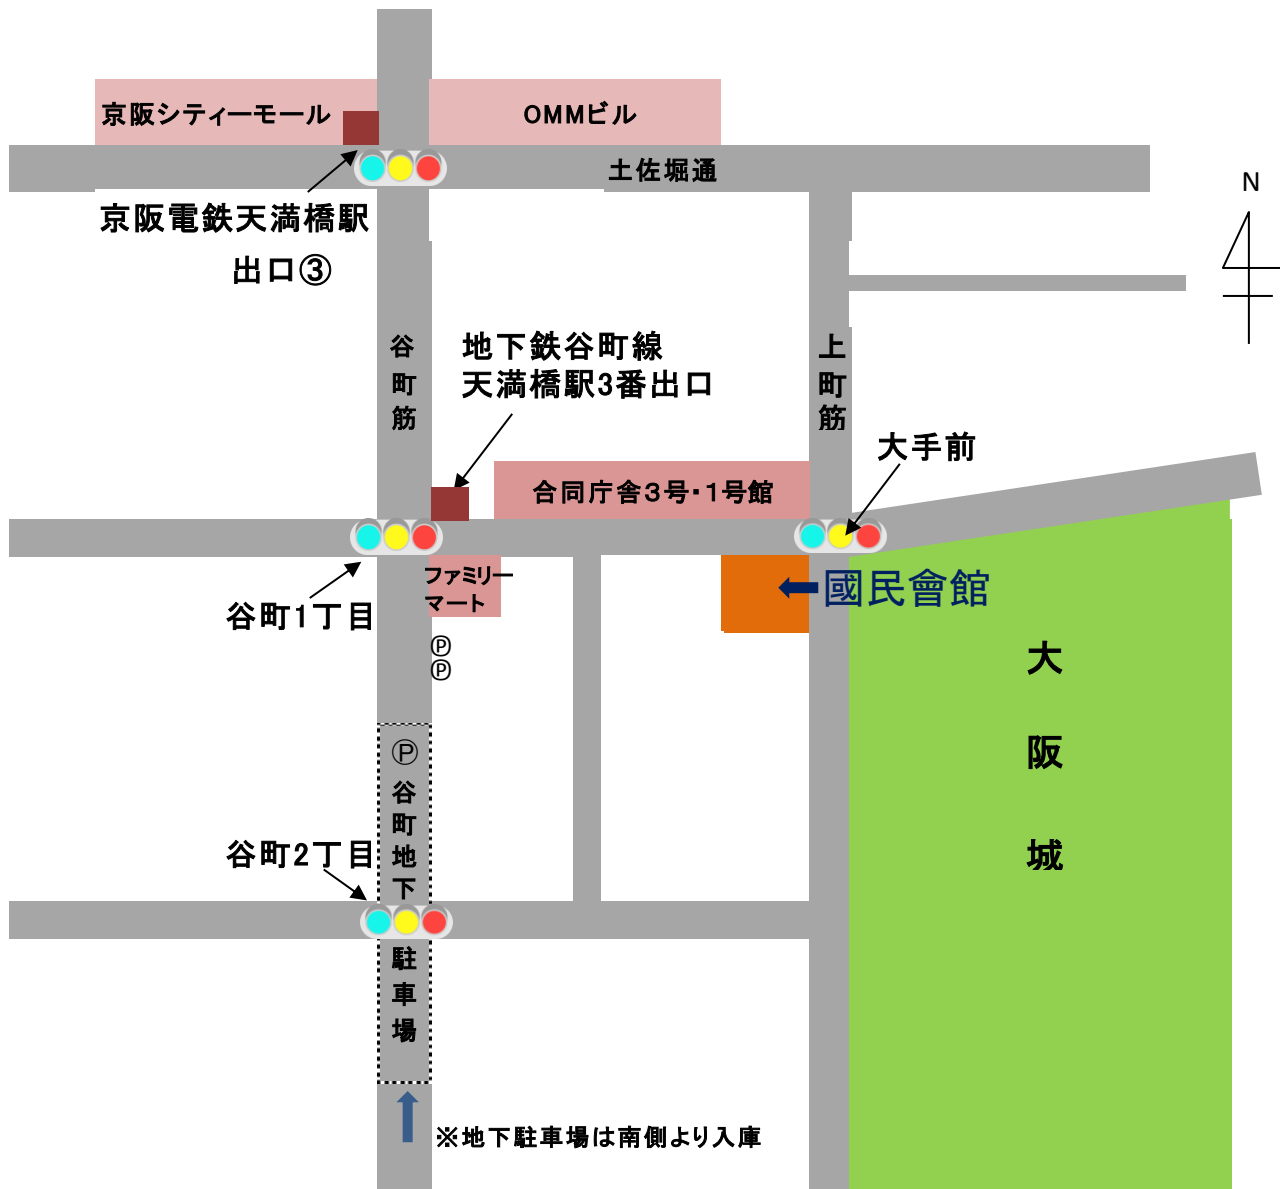 京阪シティーモール
OMMビル
土佐堀通
N
京阪電鉄天満橋駅
出口③
谷町筋
地下鉄谷町線
天満橋駅3番出口
上町筋
大手前
合同庁舎3号・1号館
ファミリー
マート
國民會館
谷町1丁目
Ⓟ
Ⓟ
大阪城
Ⓟ谷町地下駐車場
谷町2丁目
※地下駐車場は南側より入庫